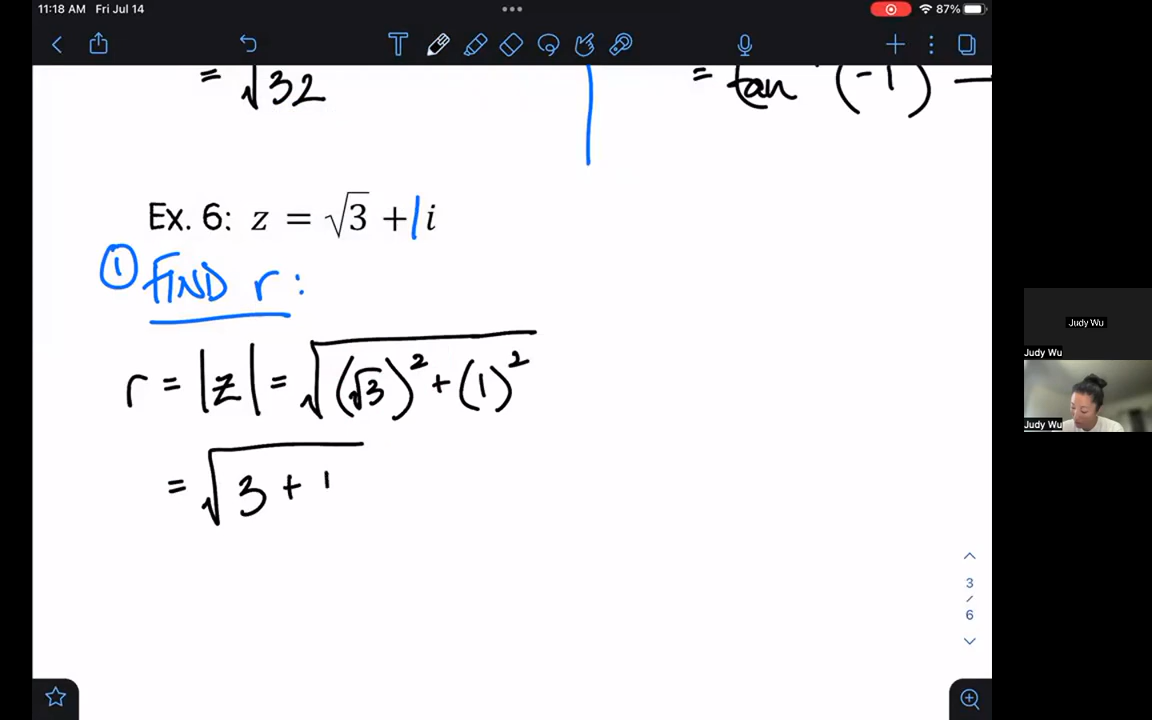 11:18 AM Fri Jul 14
87%
T
= √32
= tan (-1) —
Ex. 6: z = √3 + 1i
① FIND r:
r = |z| = √((√3)² + (1)²)
= √(3 + 1
3
/
6
Judy Wu
Judy Wu
Judy Wu